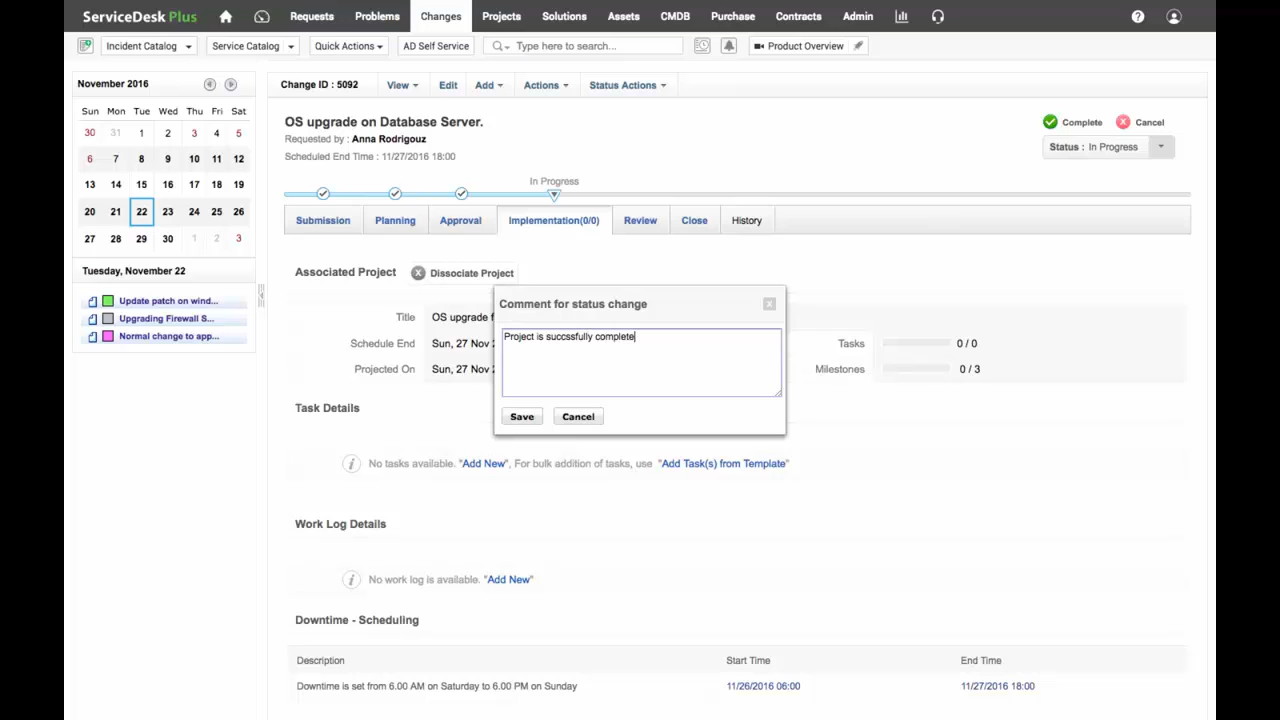 ServiceDesk Plus Requests Problems Changes Projects Solutions Assets CMDB Purchase Contracts Admin
Incident Catalog Service Catalog Quick Actions AD Self Service Type here to search... Product Overview
November 2016
Sun Mon Tue Wed Thu Fri Sat
30 31 1 2 3 4 5
6 7 8 9 10 11 12
13 14 15 16 17 18 19
20 21 22 23 24 25 26
27 28 29 30 1 2 3
Tuesday, November 22
Update patch on wind...
Upgrading Firewall S...
Normal change to app...
Change ID : 5092 View Edit Add Actions Status Actions
OS upgrade on Database Server.
Requested by : Anna Rodrigouz
Scheduled End Time : 11/27/2016 18:00
Complete Cancel
Status : In Progress
In Progress
Submission Planning Approval Implementation(0/0) Review Close History
Associated Project Dissociate Project
Title OS upgrade f
Schedule End Sun, 27 Nov 2
Projected On Sun, 27 Nov 2
Tasks 0 / 0
Milestones 0 / 3
Comment for status change
Project is succssfully complete
Save Cancel
Task Details
No tasks available. "Add New", For bulk addition of tasks, use "Add Task(s) from Template"
Work Log Details
No work log is available. "Add New"
Downtime - Scheduling
Description Start Time End Time
Downtime is set from 6.00 AM on Saturday to 6.00 PM on Sunday 11/26/2016 06:00 11/27/2016 18:00